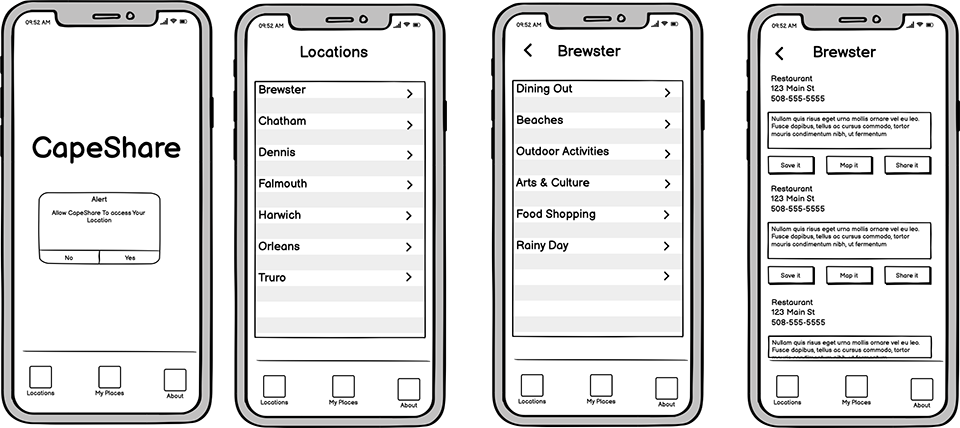 09:52 AM
CapeShare
Alert
Allow CapeShare To access Your
Location
No
Yes
Locations
My Places
About
09:52 AM
Locations
Brewster
Chatham
Dennis
Falmouth
Harwich
Orleans
Truro
Locations
My Places
About
09:52 AM
Brewster
Dining Out
Beaches
Outdoor Activities
Arts & Culture
Food Shopping
Rainy Day
Locations
My Places
About
09:52 AM
Brewster
Restaurant
123 Main St
508-555-5555
Nullam quis risus eget urna mollis ornare vel eu leo.
Fusce dapibus, tellus ac cursus commodo, tortor
mauris condimentum nibh, ut fermentum
Save it
Map it
Share it
Restaurant
123 Main St
508-555-5555
Nullam quis risus eget urna mollis ornare vel eu leo.
Fusce dapibus, tellus ac cursus commodo, tortor
mauris condimentum nibh, ut fermentum
Save it
Map it
Share it
Restaurant
123 Main St
508-555-5555
Nullam quis risus eget urna mollis ornare vel eu leo.
Fusce dapibus, tellus ac cursus commodo, tortor
Locations
My Places
About